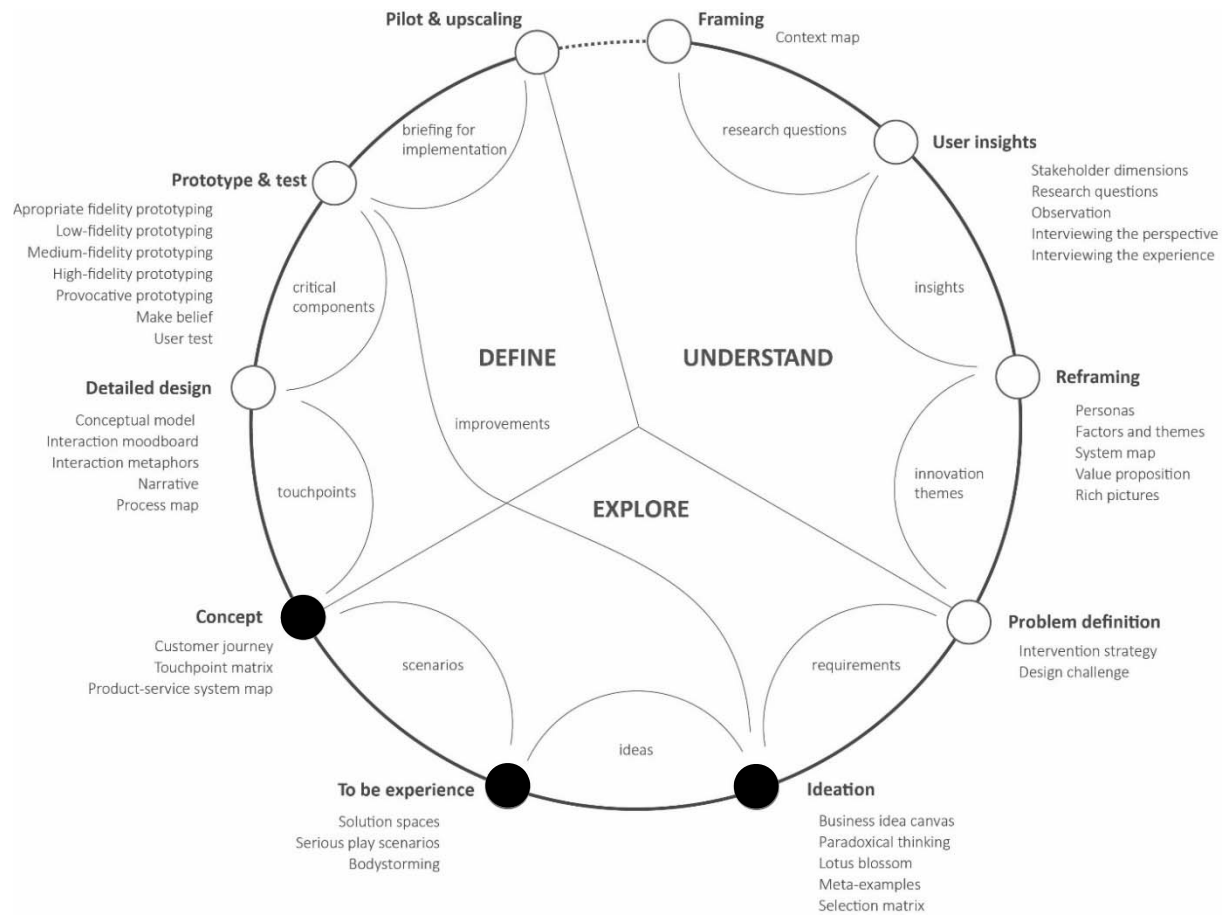 Pilot & upscaling
Framing
Context map
research questions
briefing for
implementation
User insights
Stakeholder dimensions
Research questions
Observation
Interviewing the perspective
Interviewing the experience
Prototype & test
Apropriate fidelity prototyping
Low-fidelity prototyping
Medium-fidelity prototyping
High-fidelity prototyping
Provocative prototyping
Make belief
User test
critical
components
insights
DEFINE
UNDERSTAND
Detailed design
Conceptual model
Interaction moodboard
Interaction metaphors
Narrative
Process map
improvements
Reframing
Personas
Factors and themes
System map
Value proposition
Rich pictures
innovation
themes
touchpoints
EXPLORE
Concept
Customer journey
Touchpoint matrix
Product-service system map
scenarios
requirements
Problem definition
Intervention strategy
Design challenge
ideas
To be experience
Solution spaces
Serious play scenarios
Bodystorming
Ideation
Business idea canvas
Paradoxical thinking
Lotus blossom
Meta-examples
Selection matrix